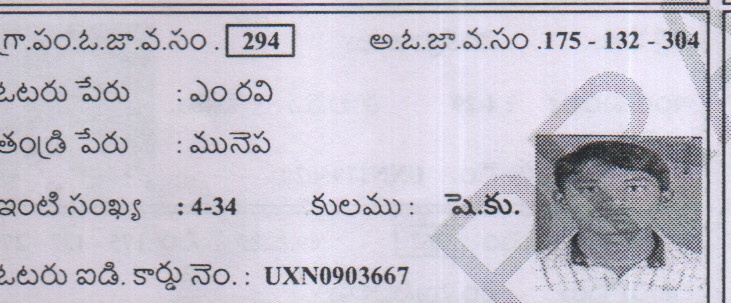 గ్రా.పం.ఓ.జా.వ.సం . 294 అ.ఓ.జా.వ.సం .175 - 132 - 304
ఓటరు పేరు : ఎం రవి
తండ్రి పేరు : మునెప
ఇంటి సంఖ్య : 4-34 కులము : షె.కు.
ఓటరు ఐడి. కార్డు నెం. : UXN0903667